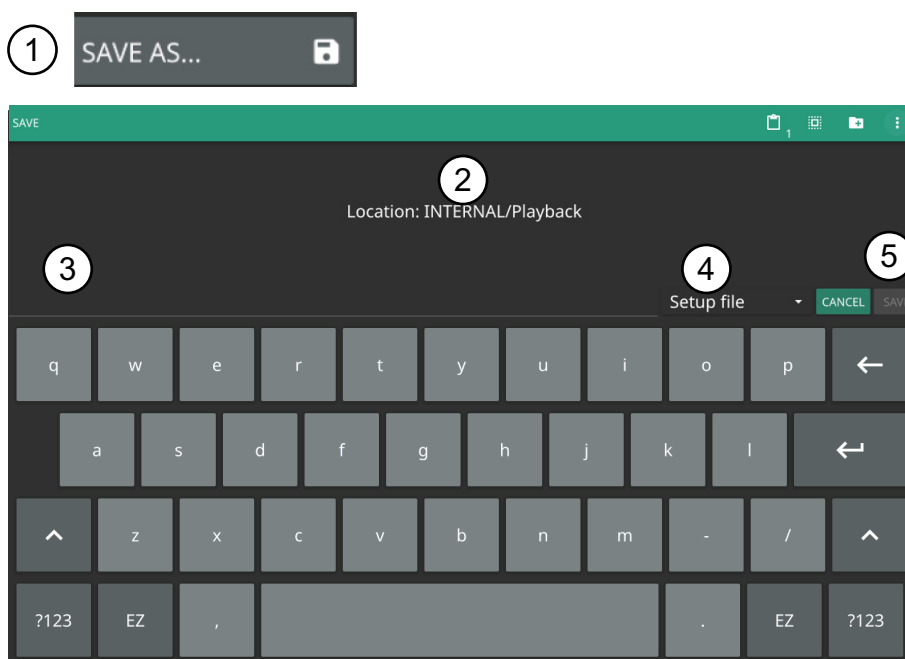 1 SAVE AS...
SAVE 1
2
Location: INTERNAL/Playback
3 4 5
Setup file CANCEL SAV
q w e r t y u i o p
a s d f g h j k l
z x c v b n m - /
?123 EZ , . EZ ?123